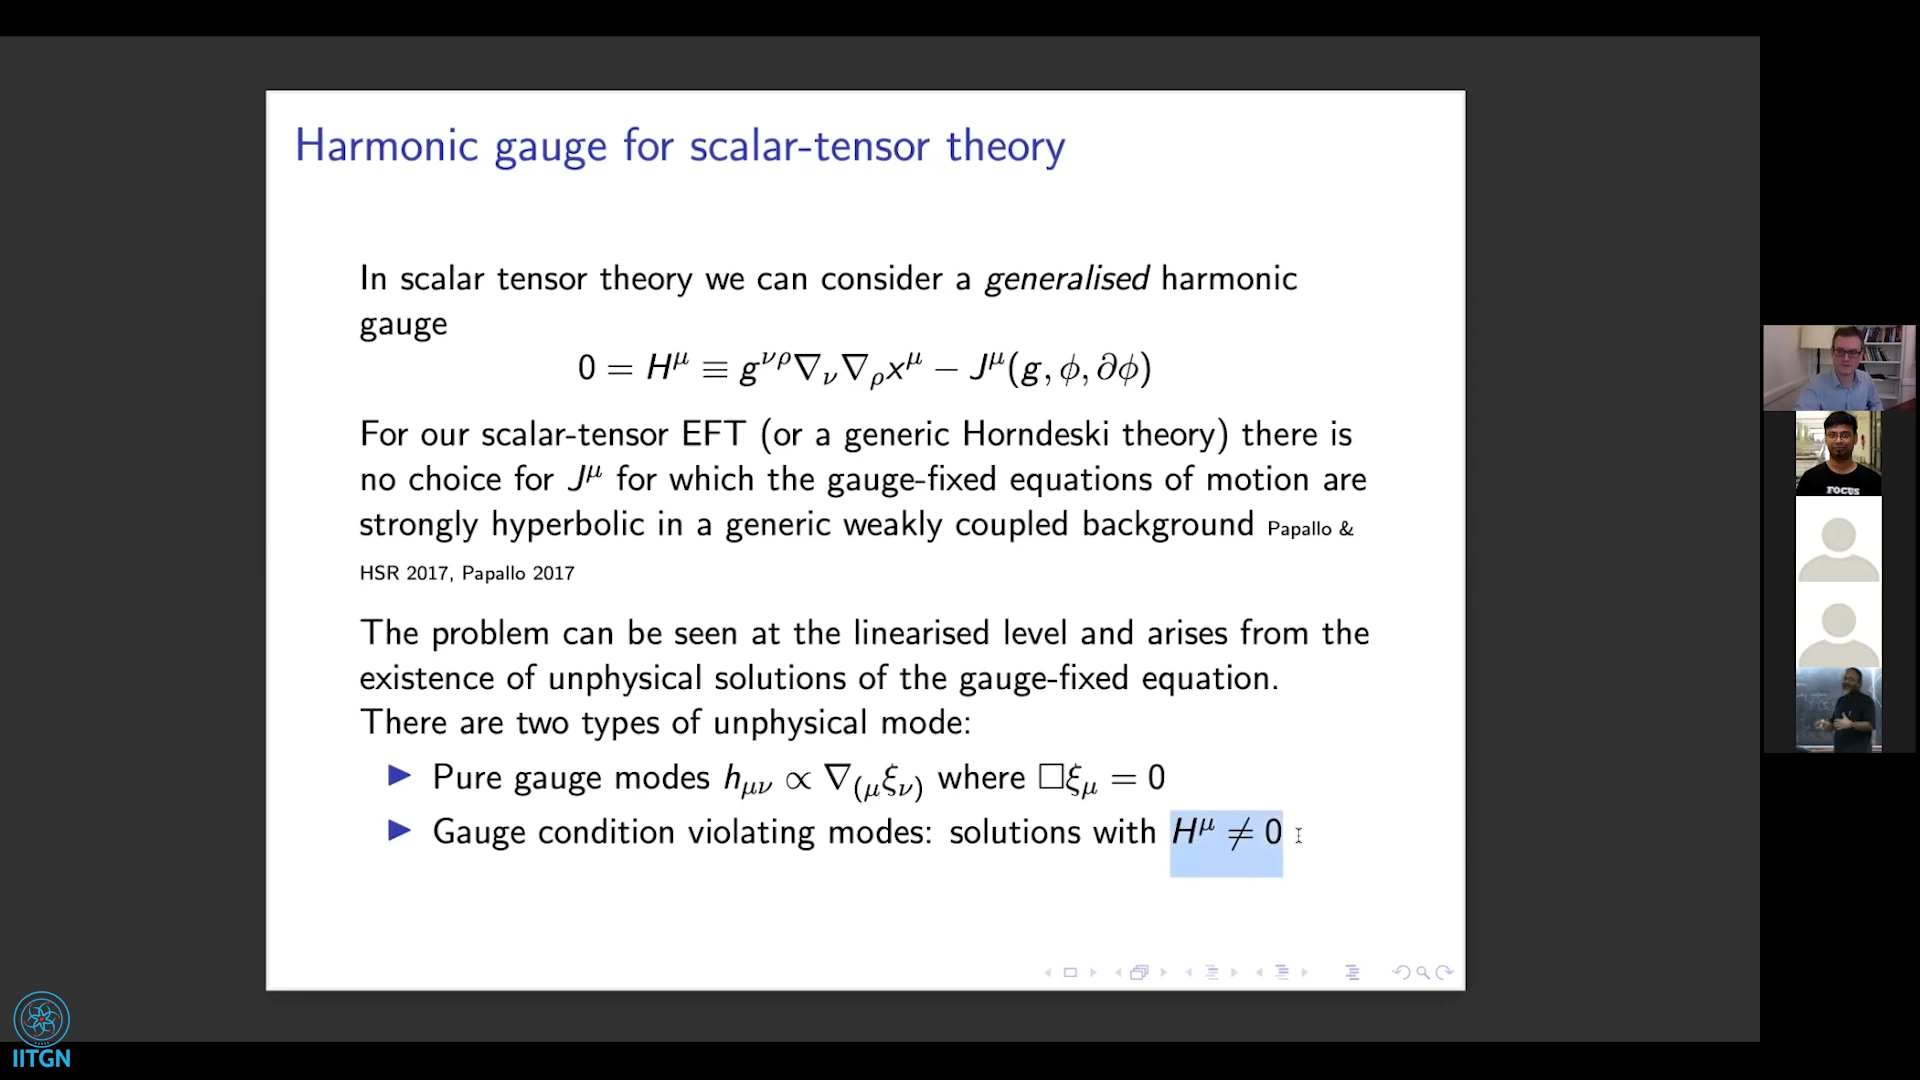 Harmonic gauge for scalar-tensor theory
In scalar tensor theory we can consider a generalised harmonic
gauge
0 = H^μ ≡ g^{νρ}∇_ν∇_ρ x^μ − J^μ(g, ϕ, ∂ϕ)
For our scalar-tensor EFT (or a generic Horndeski theory) there is
no choice for J^μ for which the gauge-fixed equations of motion are
strongly hyperbolic in a generic weakly coupled background Papallo &
HSR 2017, Papallo 2017
The problem can be seen at the linearised level and arises from the
existence of unphysical solutions of the gauge-fixed equation.
There are two types of unphysical mode:
▶ Pure gauge modes h_{μν} ∝ ∇_{(μ}ξ_{ν)} where □ξ_μ = 0
▶ Gauge condition violating modes: solutions with H^μ ≠ 0
FOCUS
IITGN